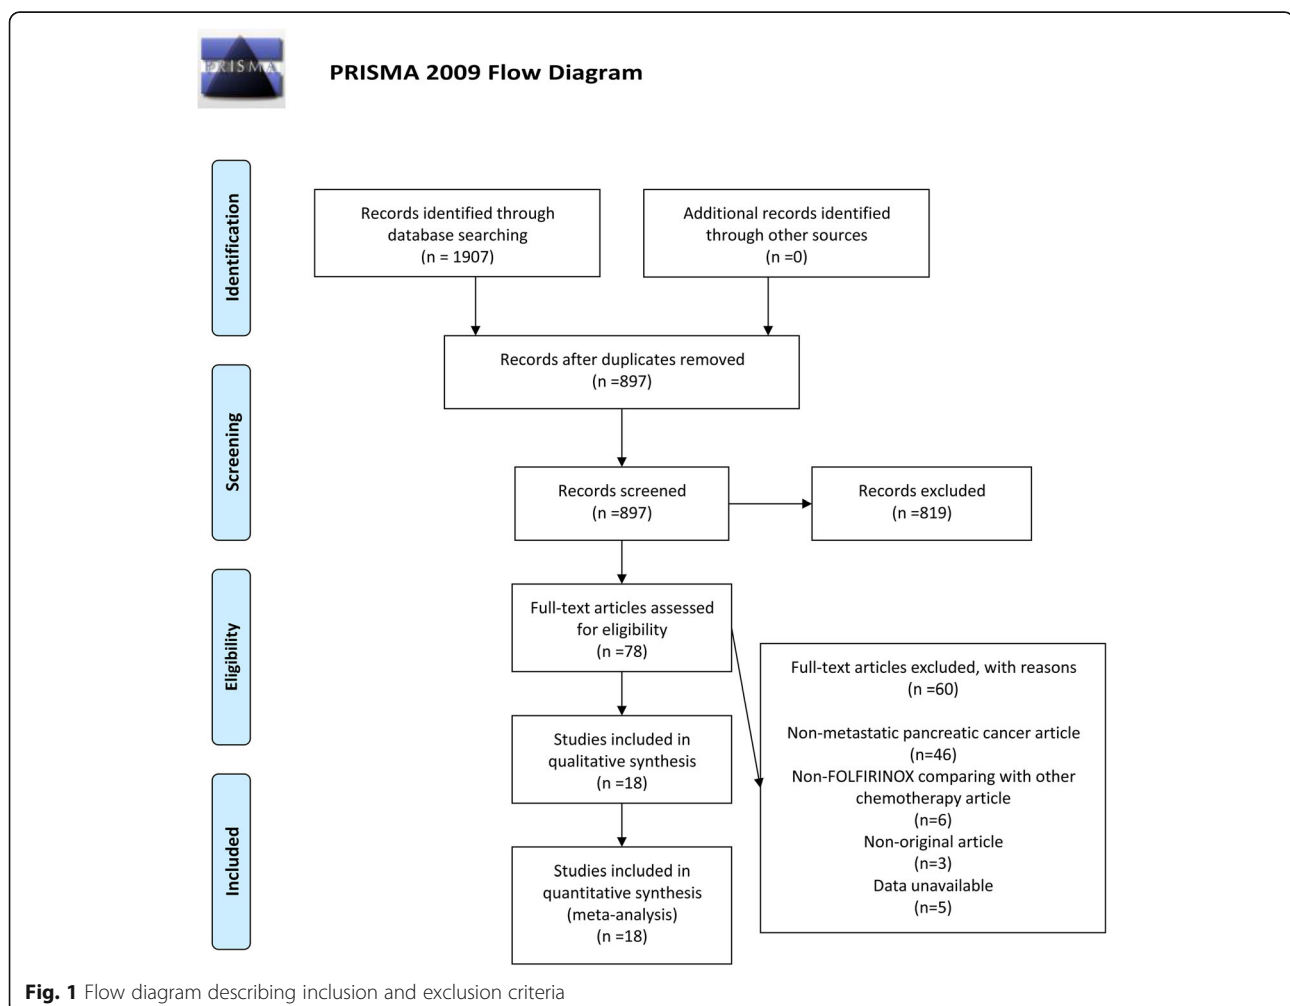 PRISMA
PRISMA 2009 Flow Diagram
Identification
Records identified through
database searching
(n = 1907)
Additional records identified
through other sources
(n =0)
Screening
Records after duplicates removed
(n =897)
Records screened
(n =897)
Records excluded
(n =819)
Eligibility
Full-text articles assessed
for eligibility
(n =78)
Full-text articles excluded, with reasons
(n =60)
Non-metastatic pancreatic cancer article
(n=46)
Non-FOLFIRINOX comparing with other
chemotherapy article
(n=6)
Non-original article
(n=3)
Data unavailable
(n=5)
Studies included in
qualitative synthesis
(n =18)
Included
Studies included in
quantitative synthesis
(meta-analysis)
(n =18)
Fig. 1 Flow diagram describing inclusion and exclusion criteria